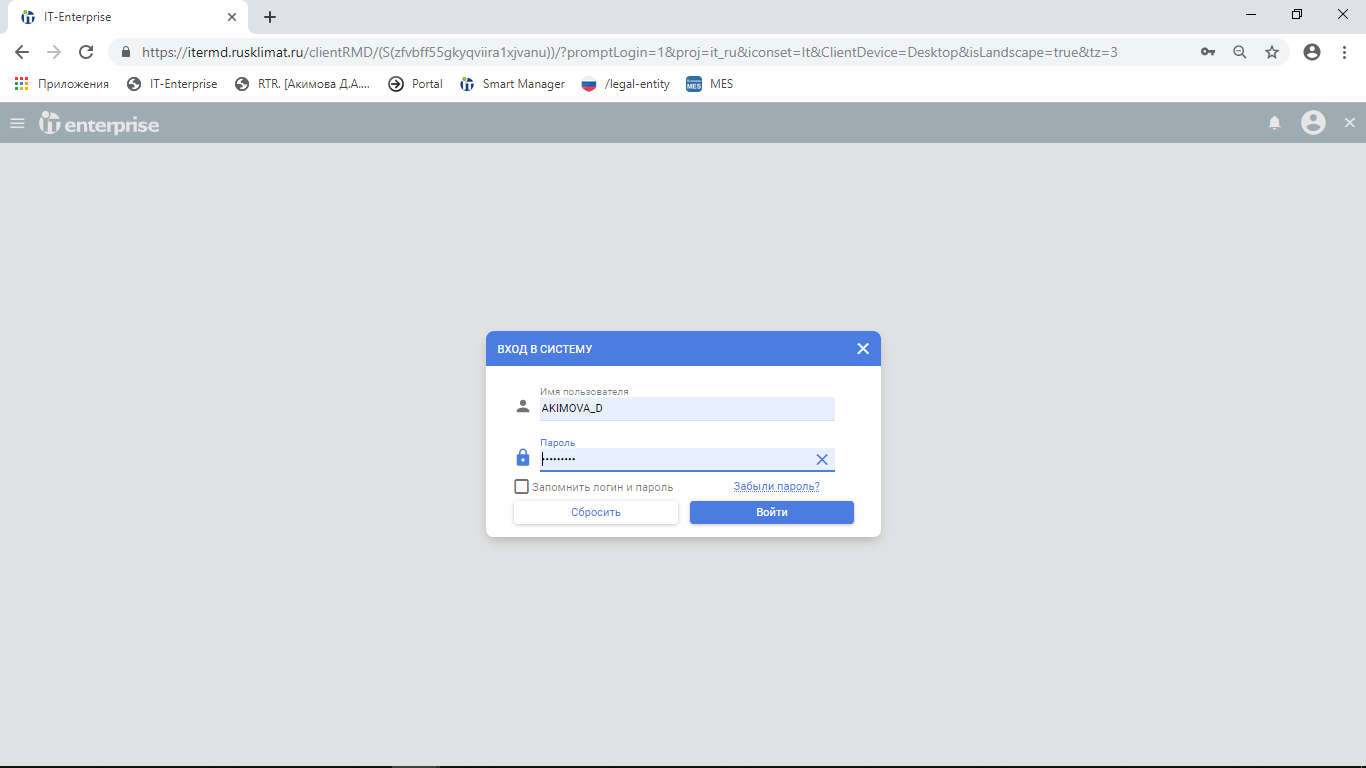 IT-Enterprise
https://itermd.rusklimat.ru/clientRMD/(S(zfvbff55gkyqviira1xjvanu))/?promptLogin=1&proj=it_ru&iconset=It&ClientDevice=Desktop&isLandscape=true&tz=3
Приложения IT-Enterprise RTR. [Акимова Д.А.... Portal Smart Manager /legal-entity MES MES
it enterprise
ВХОД В СИСТЕМУ
Имя пользователя
AKIMOVA_D
Пароль
•••••••••
Запомнить логин и пароль Забыли пароль?
Сбросить Войти